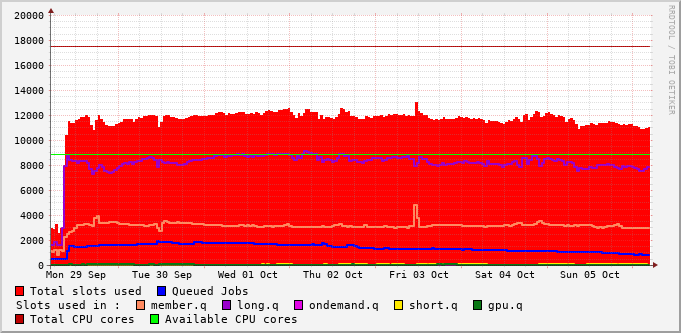 20000
18000
16000
14000
12000
10000
8000
6000
4000
2000
0
Mon 29 Sep Tue 30 Sep Wed 01 Oct Thu 02 Oct Fri 03 Oct Sat 04 Oct Sun 05 Oct
Total slots used Queued Jobs
Slots used in : member.q long.q ondemand.q short.q gpu.q
Total CPU cores Available CPU cores
RRDTOOL / TOBI OETIKER